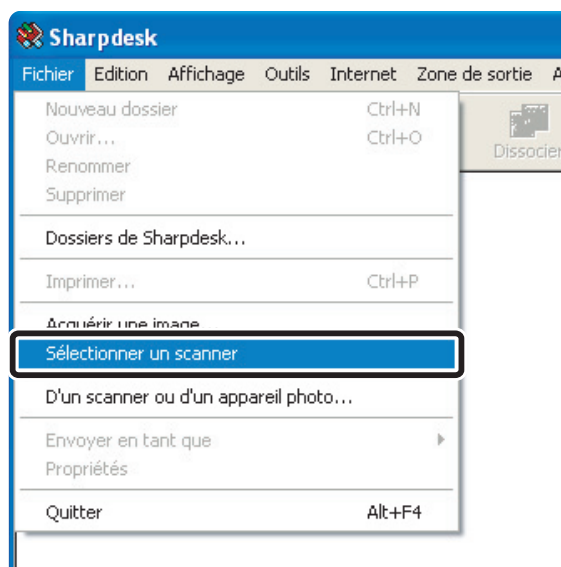 Sharpdesk
Fichier Edition Affichage Outils Internet Zone de sortie A
Nouveau dossier Ctrl+N
Ouvrir... Ctrl+O
Renommer
Supprimer
Dissocier
Dossiers de Sharpdesk...
Imprimer... Ctrl+P
Acquérir une image
Sélectionner un scanner
D'un scanner ou d'un appareil photo...
Envoyer en tant que
Propriétés
Quitter Alt+F4